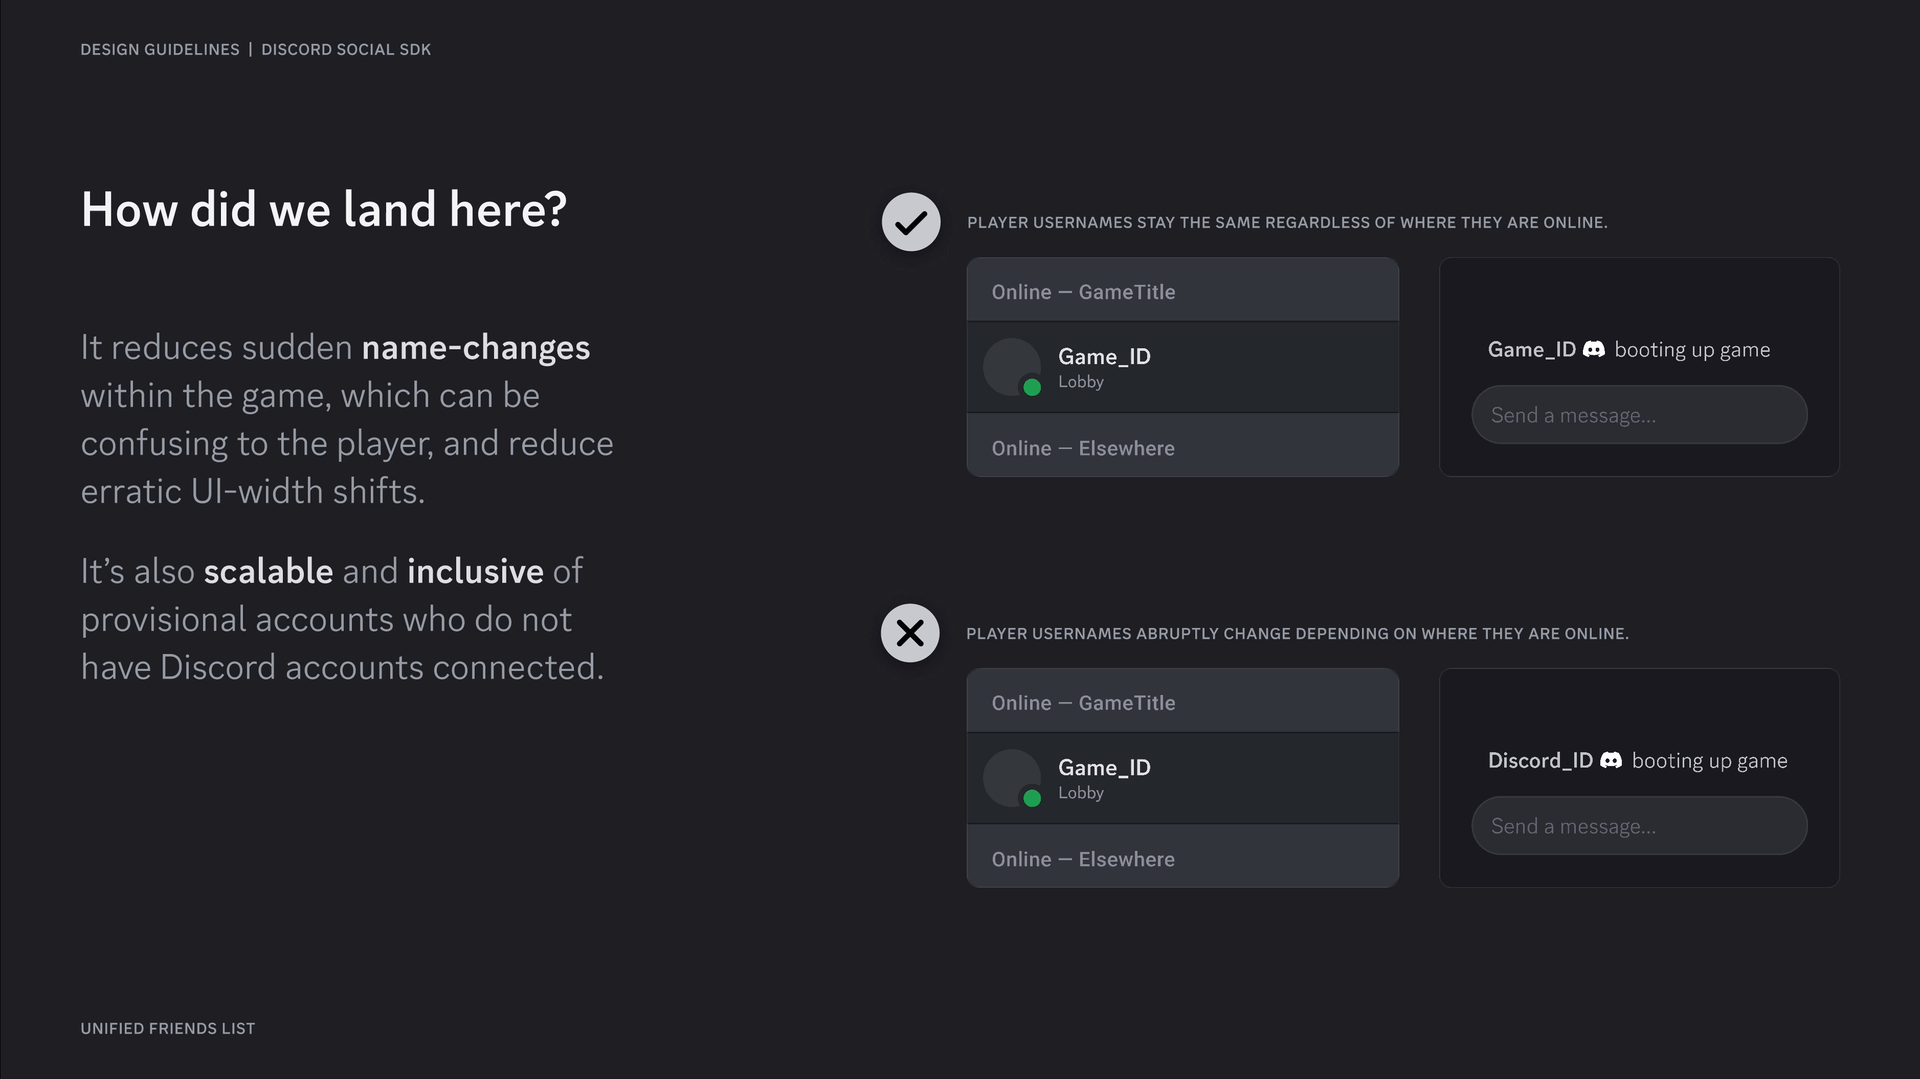 DESIGN GUIDELINES | DISCORD SOCIAL SDK
How did we land here?
It reduces sudden name-changes
within the game, which can be
confusing to the player, and reduce
erratic UI-width shifts.
It’s also scalable and inclusive of
provisional accounts who do not
have Discord accounts connected.
PLAYER USERNAMES STAY THE SAME REGARDLESS OF WHERE THEY ARE ONLINE.
Online — GameTitle
Game_ID
Lobby
Online — Elsewhere
Game_ID booting up game
Send a message...
PLAYER USERNAMES ABRUPTLY CHANGE DEPENDING ON WHERE THEY ARE ONLINE.
Online — GameTitle
Game_ID
Lobby
Online — Elsewhere
Discord_ID booting up game
Send a message...
UNIFIED FRIENDS LIST